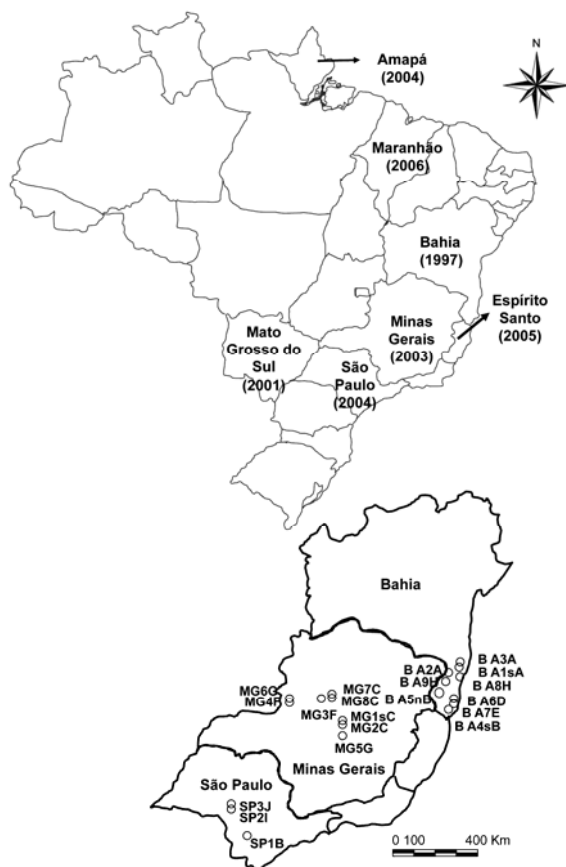 N
Amapá
(2004)
Maranhão
(2006)
Bahia
(1997)
Espírito
Santo
(2005)
Minas
Gerais
(2003)
Mato
Grosso do
Sul
(2001)
São
Paulo
(2004)
Bahia
B A3A
B A2A
B A1sA
B A9H
B A8H
MG6G
MG7C
MG4F
MG8C
B A5nB
B A6D
MG3F
B A7E
MG1sC
B A4sB
MG2C
MG5G
Minas Gerais
São Paulo
SP3J
SP2I
SP1B
0 100 400 Km